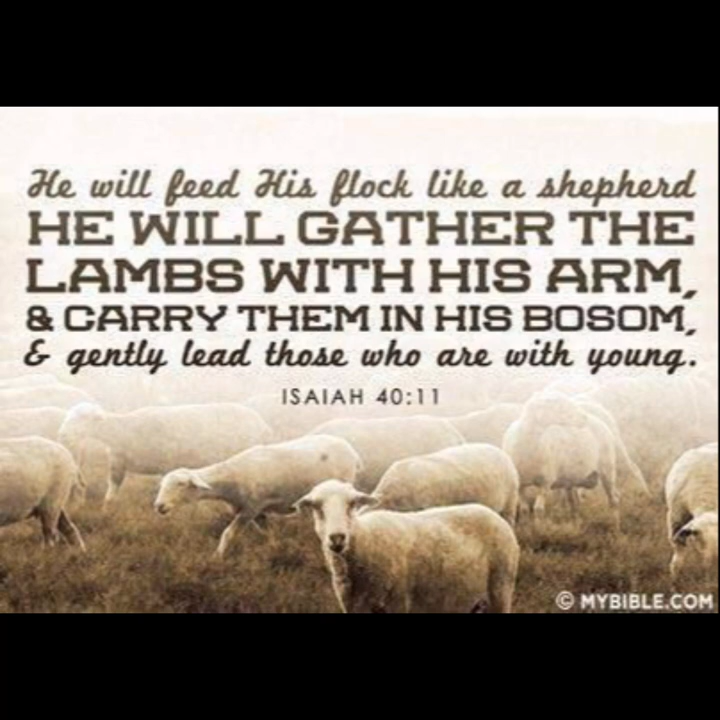 He will feed His flock like a shepherd
HE WILL GATHER THE
LAMBS WITH HIS ARM,
& CARRY THEM IN HIS BOSOM,
& gently lead those who are with young.
ISAIAH 40:11
© MYBIBLE.COM